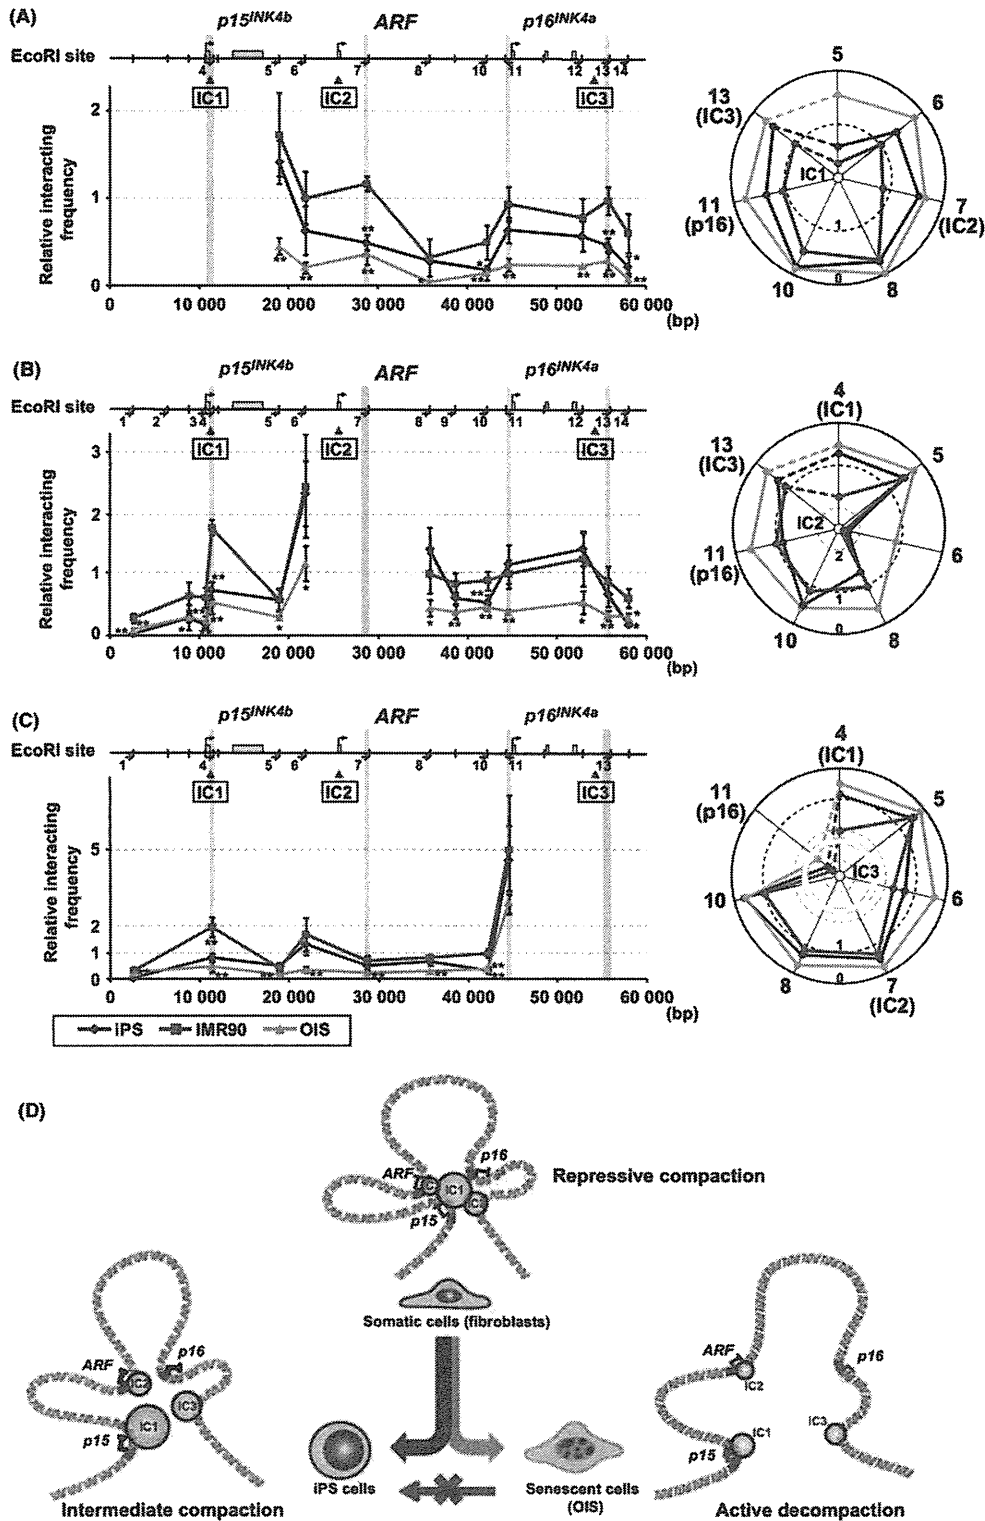 (A)
p15INK4b ARF p16INK4a
EcoRI site
4 5 6 7 8 10 11 12 13 14
IC1 IC2 IC3
Relative interacting frequency
2
1
0
0 10 000 20 000 30 000 40 000 50 000 60 000
(bp)
5
6
7 (IC2)
8
10
11 (p16)
13 (IC3)
IC1
1
0
(B)
p15INK4b ARF p16INK4a
EcoRI site
1 2 3 4 5 6 7 8 9 10 11 12 13 14
IC1 IC2 IC3
Relative interacting frequency
3
2
1
0
0 10 000 20 000 30 000 40 000 50 000 60 000
(bp)
4 (IC1)
5
6
8
10
11 (p16)
13 (IC3)
IC2
2
1
0
(C)
p15INK4b ARF p16INK4a
EcoRI site
1 4 5 6 7 8 10 11 13
IC1 IC2 IC3
Relative interacting frequency
5
2
1
0
0 10 000 20 000 30 000 40 000 50 000 60 000
(bp)
4 (IC1)
5
6
7 (IC2)
8
10
11 (p16)
IC3
1
0
iPS IMR90 OIS
(D)
ARF p16
IC1
p15
Repressive compaction
Somatic cells (fibroblasts)
ARF p16
IC3
IC1
p15
Intermediate compaction
iPS cells
Senescent cells
(OIS)
ARF p16
IC2
IC1 IC3
p15
Active decompaction